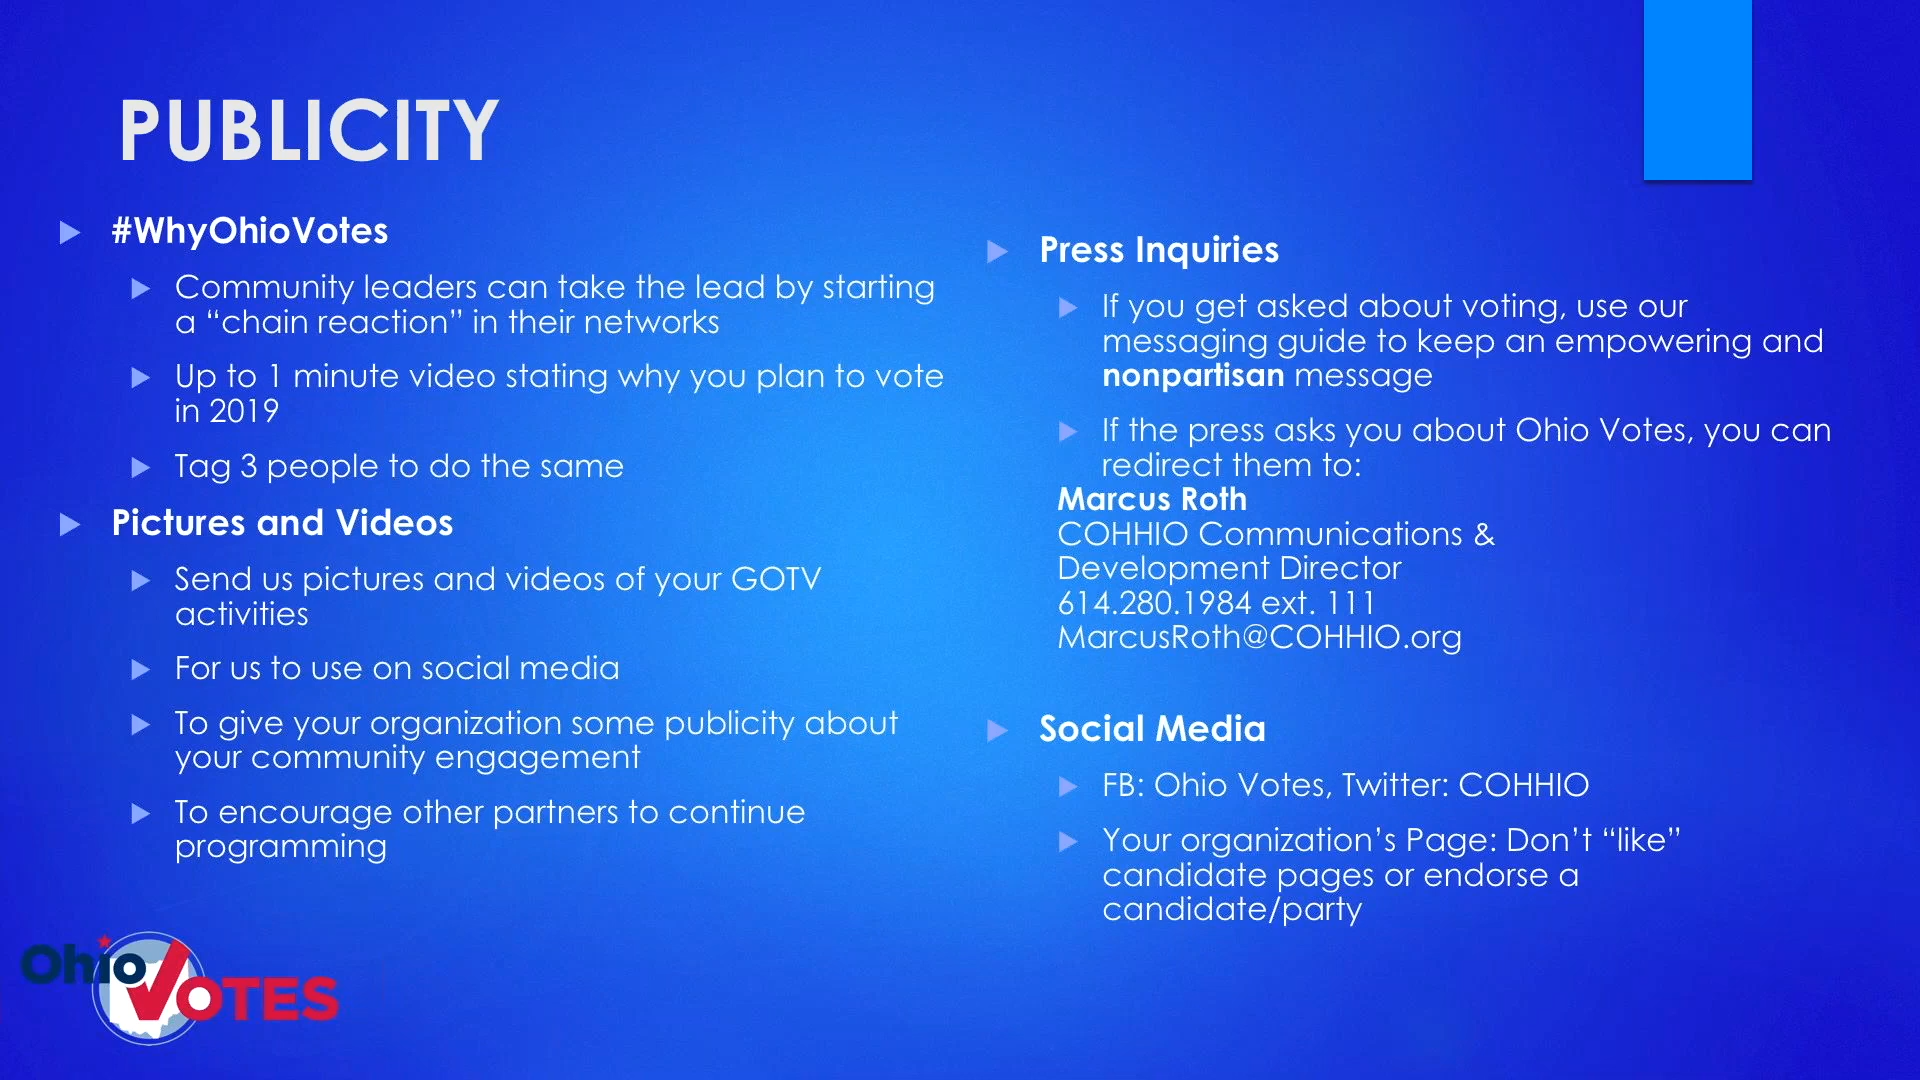 PUBLICITY
#WhyOhioVotes
Community leaders can take the lead by starting
a “chain reaction” in their networks
Up to 1 minute video stating why you plan to vote
in 2019
Tag 3 people to do the same
Pictures and Videos
Send us pictures and videos of your GOTV
activities
For us to use on social media
To give your organization some publicity about
your community engagement
To encourage other partners to continue
programming
Press Inquiries
If you get asked about voting, use our
messaging guide to keep an empowering and
nonpartisan message
If the press asks you about Ohio Votes, you can
redirect them to:
Marcus Roth
COHHIO Communications &
Development Director
614.280.1984 ext. 111
MarcusRoth@COHHIO.org
Social Media
FB: Ohio Votes, Twitter: COHHIO
Your organization’s Page: Don’t “like”
candidate pages or endorse a
candidate/party
Ohio
VOTES